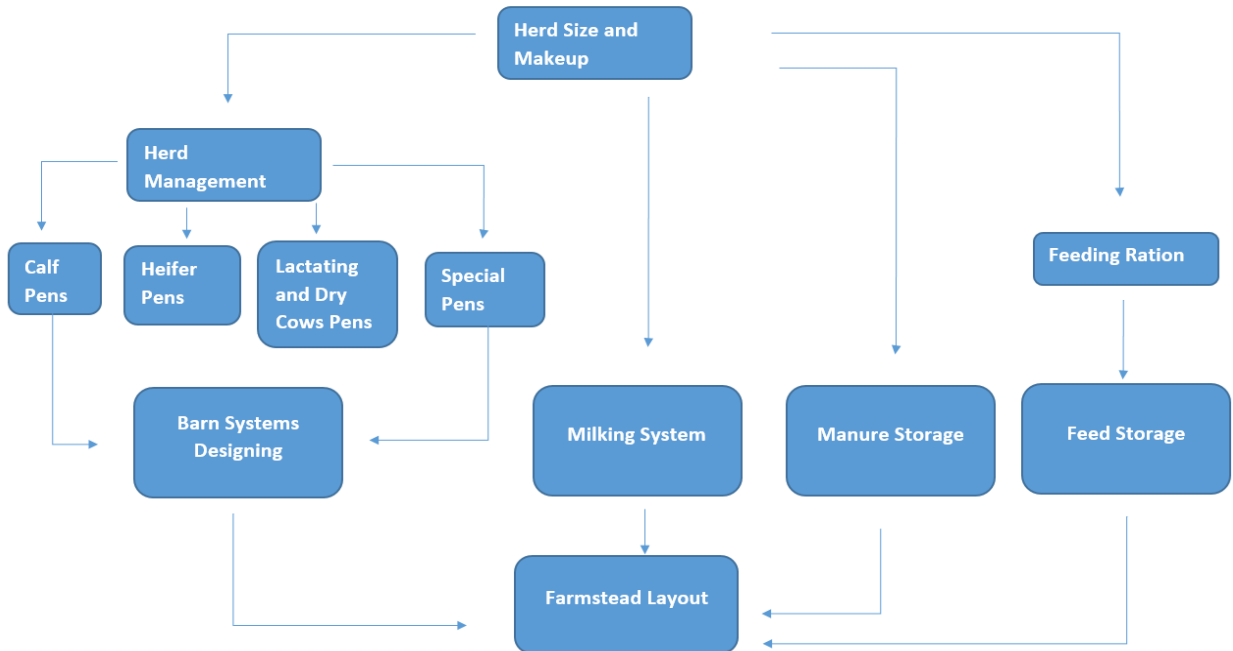 Herd Size and
Makeup
Herd
Management
Calf
Pens
Heifer
Pens
Lactating
and Dry
Cows Pens
Special
Pens
Feeding Ration
Barn Systems
Designing
Milking System
Manure Storage
Feed Storage
Farmstead Layout